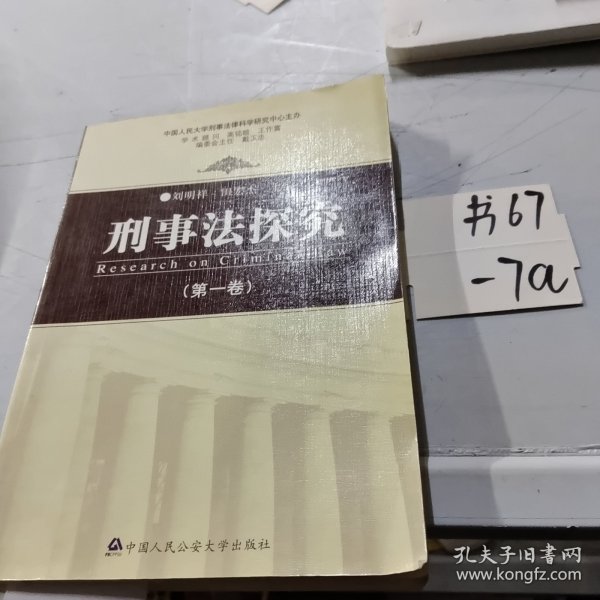 中国人民大学刑事法律科学研究中心主办
学术顾问 高铭暄 王作富
编委会主任 戴玉忠
●刘明祥
刑事法探究
Research on Crimin
(第一卷)
中国人民公安大学出版社
书67
-7a
孔夫子旧书网
www.kongfz.com